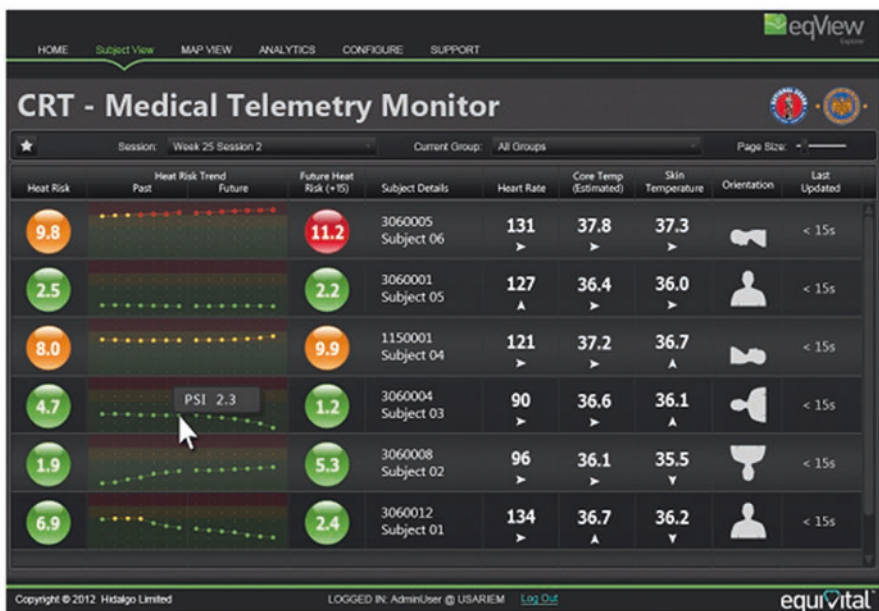 eqView
Explorer
HOME Subject View MAP VIEW ANALYTICS CONFIGURE SUPPORT
CRT - Medical Telemetry Monitor
Session: Week 25 Session 2 Current Group: All Groups Page Size:
Heat Risk Heat Risk Trend Past Future Future Heat Risk (+15) Subject Details Heart Rate Core Temp (Estimated) Skin Temperature Orientation Last Updated
9.8 11.2 3060005 Subject 06 131 37.8 37.3 < 15s
2.5 2.2 3060001 Subject 05 127 36.4 36.0 < 15s
8.0 9.9 1150001 Subject 04 121 37.2 36.7 < 15s
4.7 PSI 2.3 1.2 3060004 Subject 03 90 36.6 36.1 < 15s
1.9 5.3 3060008 Subject 02 96 36.1 35.5 < 15s
6.9 2.4 3060012 Subject 01 134 36.7 36.2 < 15s
Copyright © 2012 Hidalgo Limited LOGGED IN: AdminUser @ USARIEM Log Out equivital